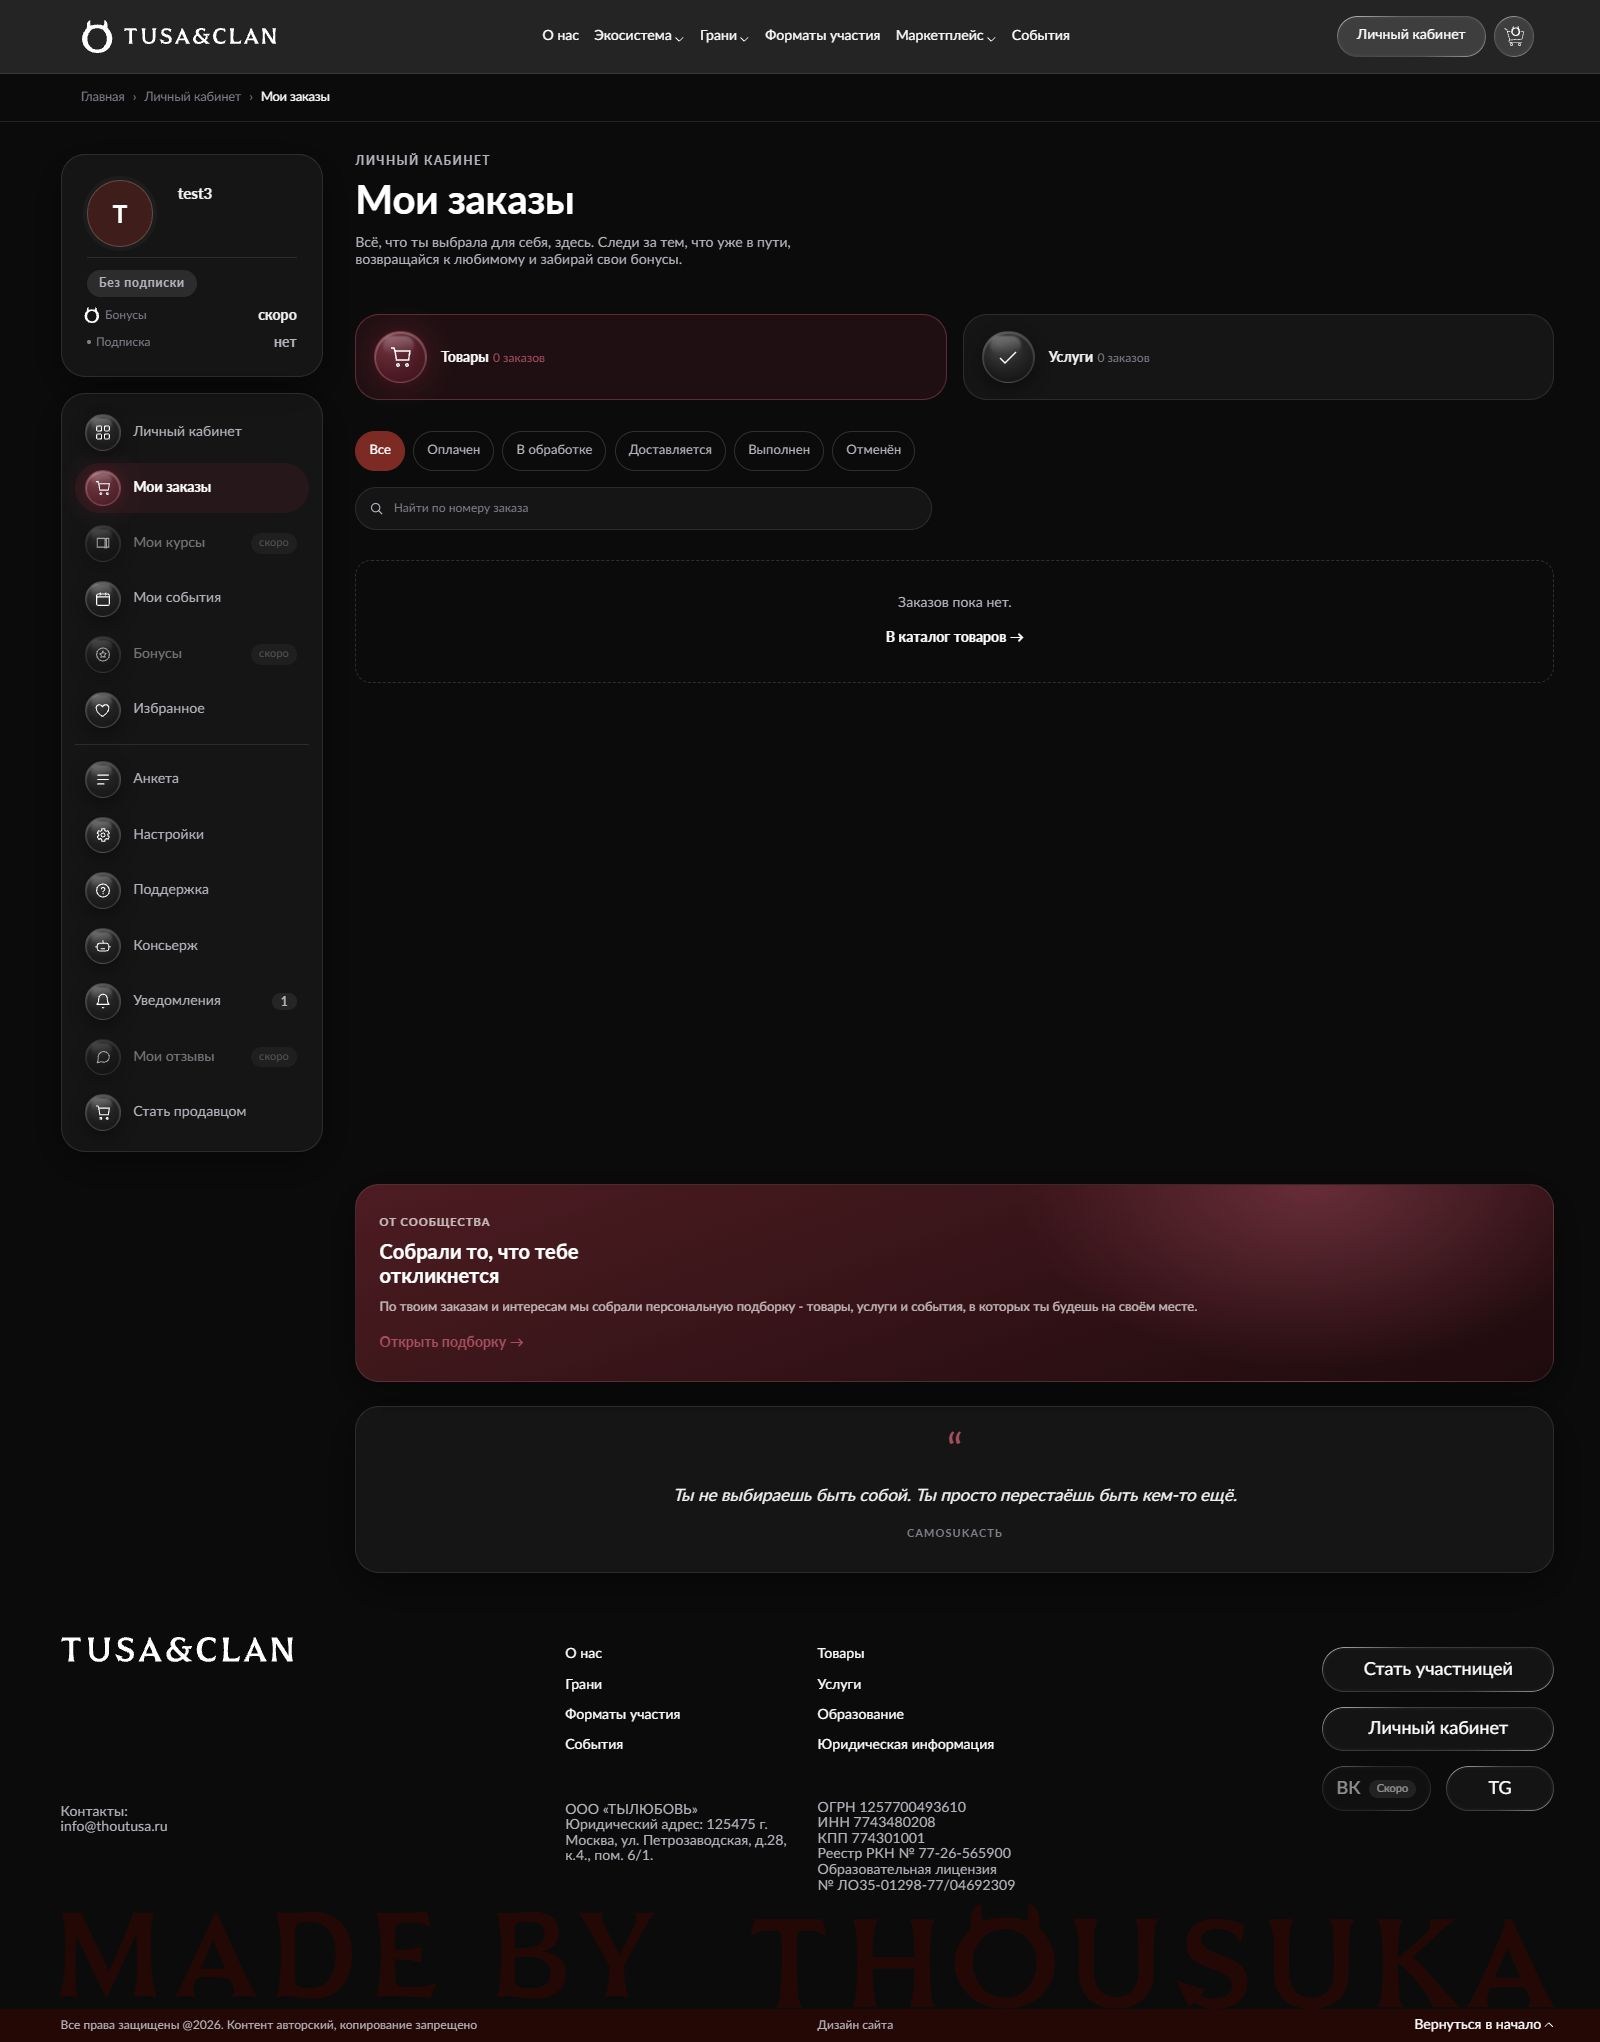 TUSA&CLAN
О нас Экосистема Грани Форматы участия Маркетплейс События
Личный кабинет
Главная › Личный кабинет › Мои заказы
T
test3
Без подписки
Бонусы скоро
Подписка нет
Личный кабинет
Мои заказы
Мои курсы скоро
Мои события
Бонусы скоро
Избранное
Анкета
Настройки
Поддержка
Консьерж
Уведомления 1
Мои отзывы скоро
Стать продавцом
ЛИЧНЫЙ КАБИНЕТ
Мои заказы
Всё, что ты выбрала для себя, здесь. Следи за тем, что уже в пути,
возвращайся к любимому и забирай свои бонусы.
Товары 0 заказов
Услуги 0 заказов
Все Оплачен В обработке Доставляется Выполнен Отменён
Найти по номеру заказа
Заказов пока нет.
В каталог товаров →
ОТ СООБЩЕСТВА
Собрали то, что тебе
откликнется
По твоим заказам и интересам мы собрали персональную подборку - товары, услуги и события, в которых ты будешь на своём месте.
Открыть подборку →
“
Ты не выбираешь быть собой. Ты просто перестаёшь быть кем-то ещё.
САМОSUKАСТЬ
TUSA&CLAN
Контакты:
info@thoutusa.ru
О нас
Грани
Форматы участия
События
ООО «ТЫЛЮБОВЬ»
Юридический адрес: 125475 г.
Москва, ул. Петрозаводская, д.28,
к.4., пом. 6/1.
Товары
Услуги
Образование
Юридическая информация
ОГРН 1257700493610
ИНН 7743480208
КПП 774301001
Реестр РКН № 77-26-565900
Образовательная лицензия
№ ЛО35-01298-77/04692309
Стать участницей
Личный кабинет
ВК Скоро
TG
MADE BY THOUSUKA
Все права защищены @2026. Контент авторский, копирование запрещено
Дизайн сайта
Вернуться в начало